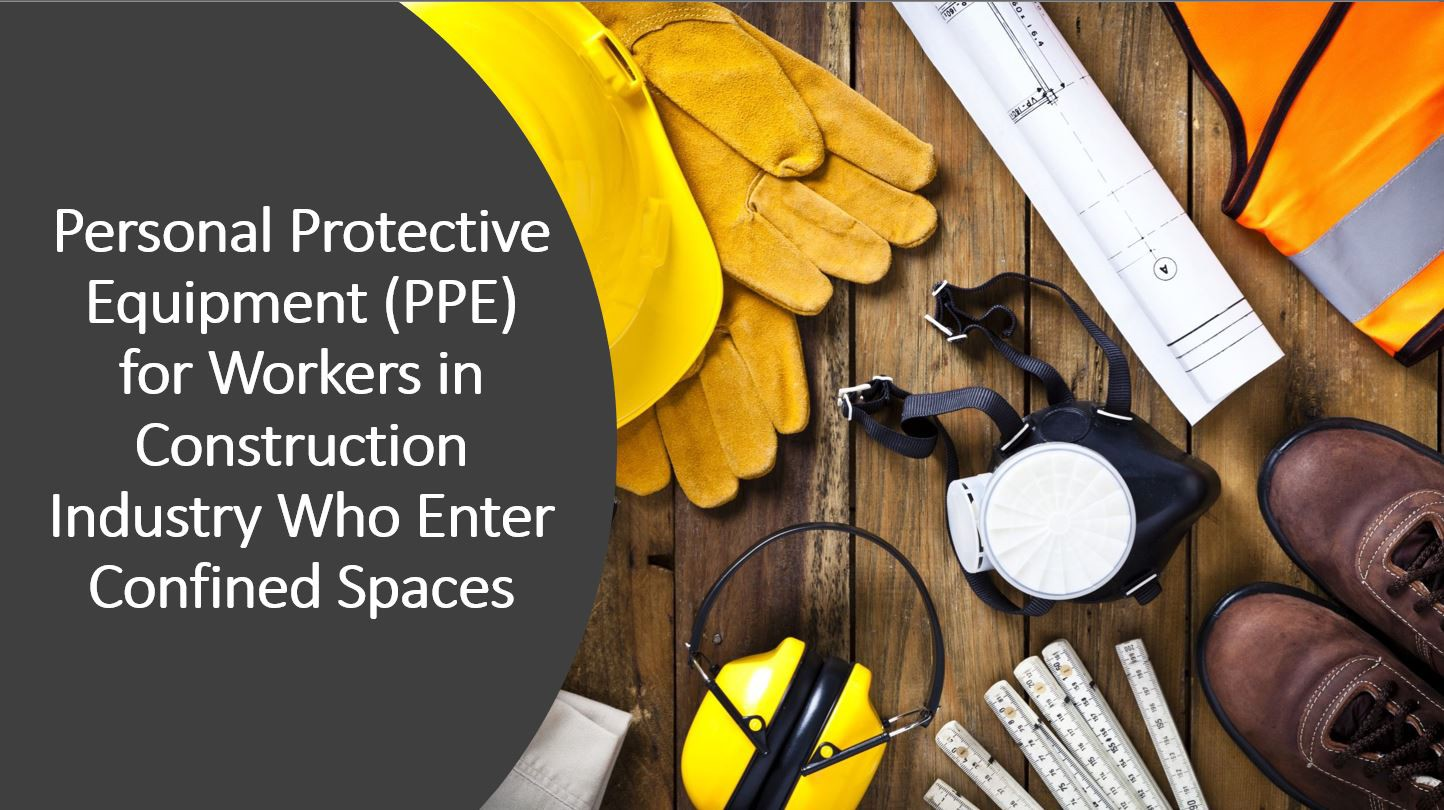 Personal Protective
Equipment (PPE)
for Workers in
Construction
Industry Who Enter
Confined Spaces
A